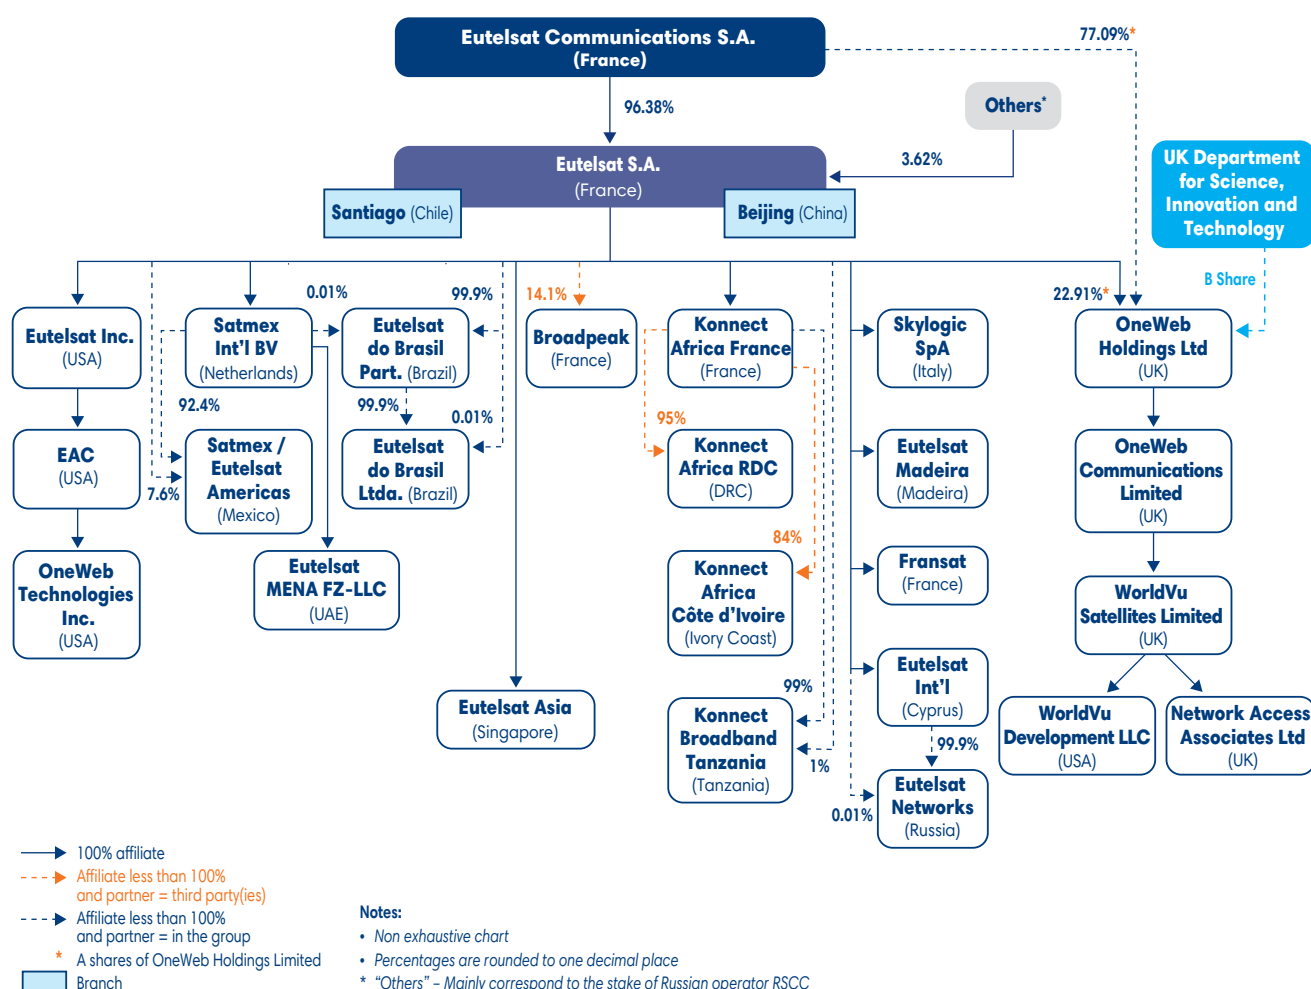 Eutelsat Communications S.A.
(France)
77.09%*
96.38%
Others*
Eutelsat S.A.
(France)
3.62%
UK Department
for Science,
Innovation and
Technology
Santiago (Chile)
Beijing (China)
B Share
0.01%
99.9%
14.1%
22.91%*
Eutelsat Inc.
(USA)
Satmex
Int'l BV
(Netherlands)
Eutelsat
do Brasil
Part. (Brazil)
Broadpeak
(France)
Konnect
Africa France
(France)
Skylogic
SpA
(Italy)
OneWeb
Holdings Ltd
(UK)
92.4%
99.9%
0.01%
95%
EAC
(USA)
Satmex /
Eutelsat
Americas
(Mexico)
7.6%
Eutelsat
do Brasil
Ltda. (Brazil)
Konnect
Africa RDC
(DRC)
Eutelsat
Madeira
(Madeira)
OneWeb
Communications
Limited
(UK)
84%
OneWeb
Technologies
Inc.
(USA)
Eutelsat
MENA FZ-LLC
(UAE)
Konnect
Africa
Côte d'Ivoire
(Ivory Coast)
Fransat
(France)
WorldVu
Satellites Limited
(UK)
Eutelsat Asia
(Singapore)
99%
Konnect
Broadband
Tanzania
(Tanzania)
1%
Eutelsat
Int'l
(Cyprus)
99.9%
0.01%
Eutelsat
Networks
(Russia)
WorldVu
Development LLC
(USA)
Network Access
Associates Ltd
(UK)
100% affiliate
Affiliate less than 100%
and partner = third party(ies)
Affiliate less than 100%
and partner = in the group
* A shares of OneWeb Holdings Limited
Branch
Notes:
• Non exhaustive chart
• Percentages are rounded to one decimal place
* "Others" – Mainly correspond to the stake of Russian operator RSCC